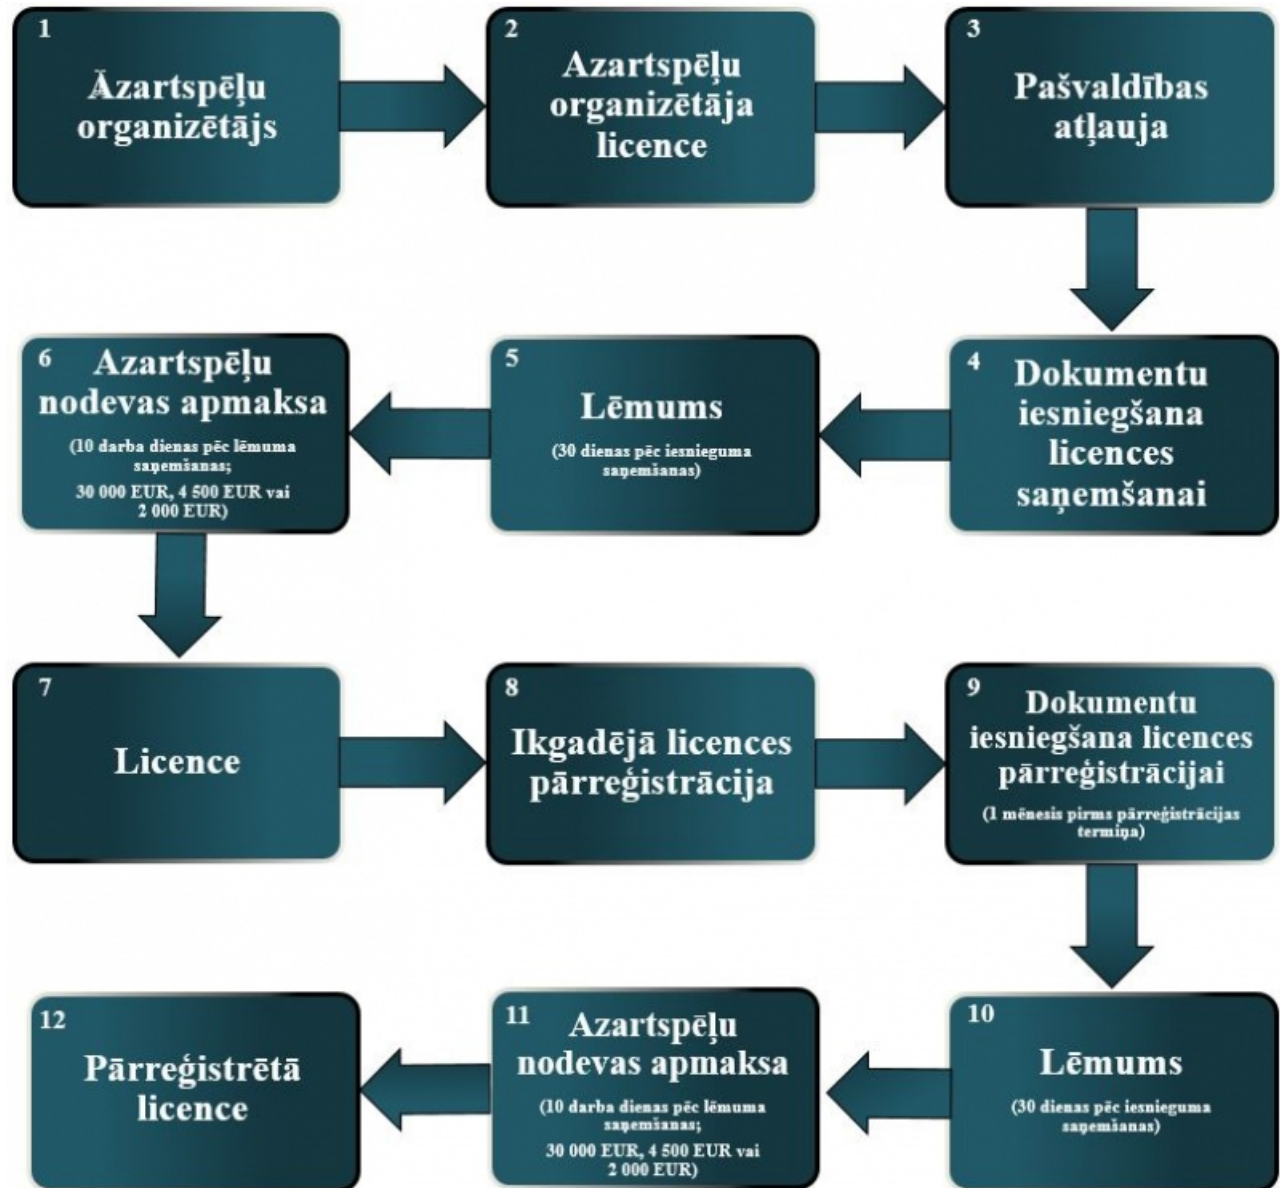 1
Āzartspēļu
organizētājs
2
Azartspēļu
organizētāja
licence
3
Pašvaldības
atļauja
4
Dokumentu
iesniegšana
licences
saņemšanai
5
Lēmums
(30 dienas pēc iesnieguma
saņemšanas)
6
Azartspēļu
nodevas apmaksa
(10 darba dienas pēc lēmuma
saņemšanas;
30 000 EUR, 4 500 EUR vai
2 000 EUR)
7
Licence
8
Ikgadējā licences
pārreģistrācija
9
Dokumentu
iesniegšana licences
pārreģistrācijai
(1 mēnesis pirms pārreģistrācijas
termiņa)
10
Lēmums
(30 dienas pēc iesnieguma
saņemšanas)
11
Azartspēļu
nodevas apmaksa
(10 darba dienas pēc lēmuma
saņemšanas;
30 000 EUR, 4 500 EUR vai
2 000 EUR)
12
Pārreģistrētā
licence